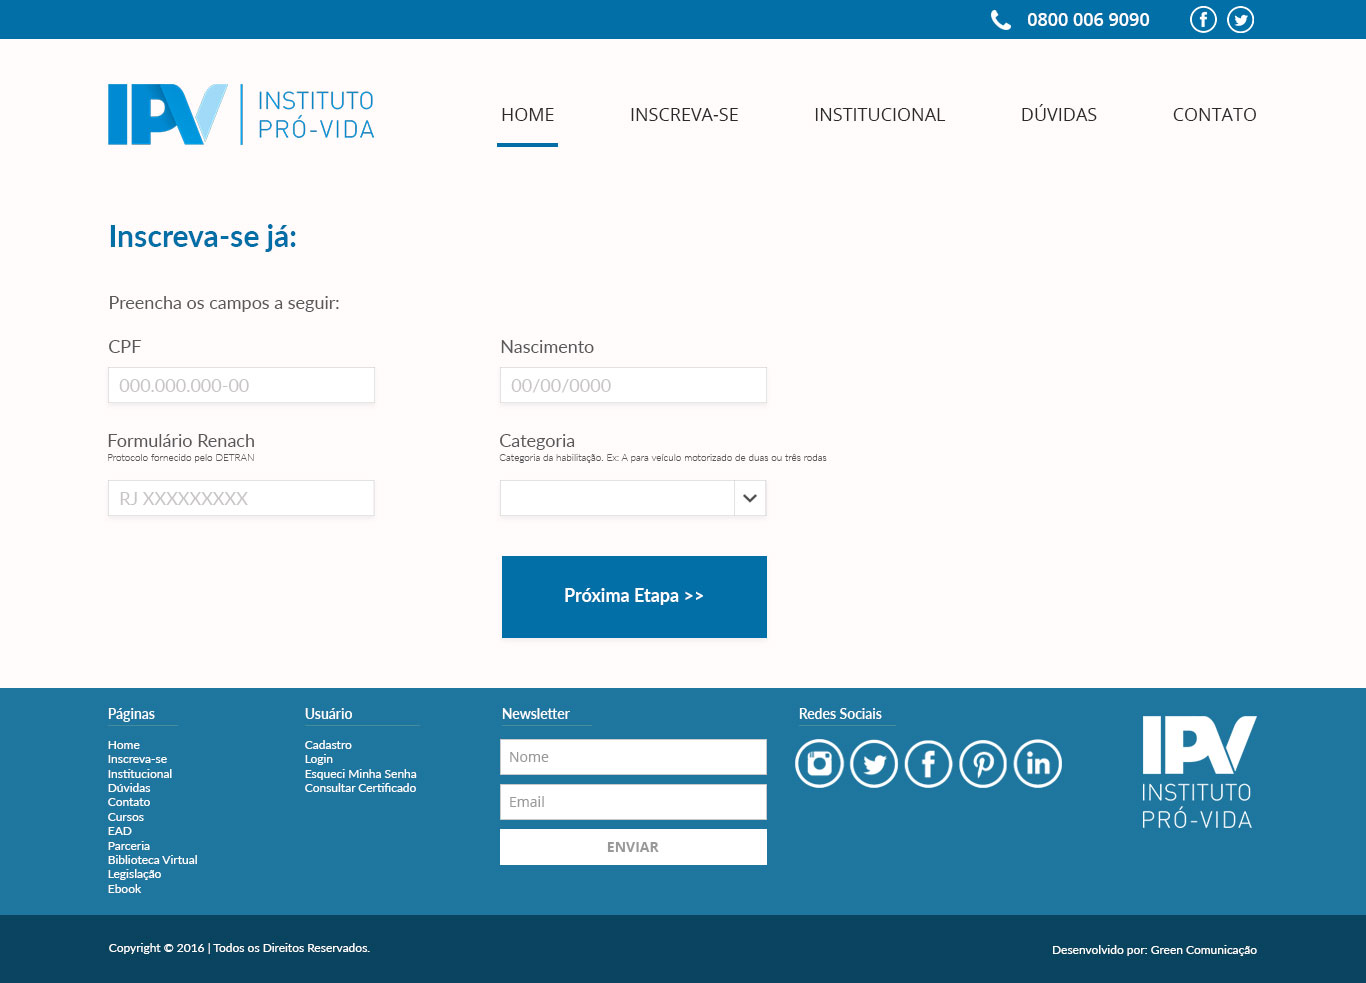 0800 006 9090
IPV INSTITUTO
PRÓ-VIDA
HOME INSCREVA-SE INSTITUCIONAL DÚVIDAS CONTATO
Inscreva-se já:
Preencha os campos a seguir:
CPF
000.000.000-00
Nascimento
00/00/0000
Formulário Renach
Protocolo fornecido pelo DETRAN
RJ XXXXXXXXX
Categoria
Categoria da habilitação. Ex: A para veículo motorizado de duas ou três rodas
Próxima Etapa >>
Páginas
Home
Inscreva-se
Institucional
Dúvidas
Contato
Cursos
EAD
Parceria
Biblioteca Virtual
Legislação
Ebook
Usuário
Cadastro
Login
Esqueci Minha Senha
Consultar Certificado
Newsletter
Nome
Email
ENVIAR
Redes Sociais
IPV
INSTITUTO
PRÓ-VIDA
Copyright © 2016 | Todos os Direitos Reservados.
Desenvolvido por: Green Comunicação